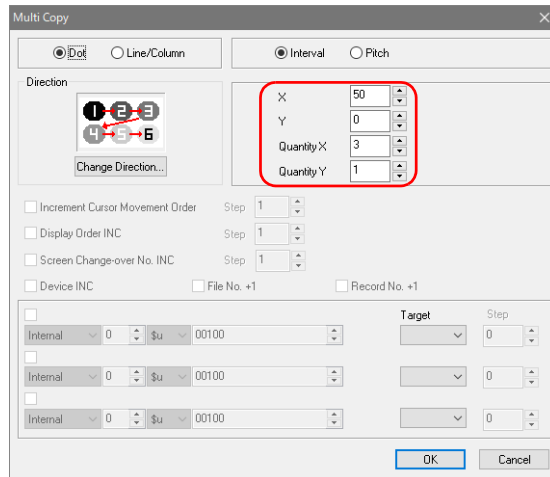 Multi Copy
Dot Line/Column Interval Pitch
Direction
1 2 3
4 5 6
Change Direction...
X 50
Y 0
Quantity X 3
Quantity Y 1
Increment Cursor Movement Order Step 1
Display Order INC Step 1
Screen Change-over No. INC Step 1
Device INC File No. +1 Record No. +1
Target Step
Internal 0 $u 00100 0
Internal 0 $u 00100 0
Internal 0 $u 00100 0
OK Cancel